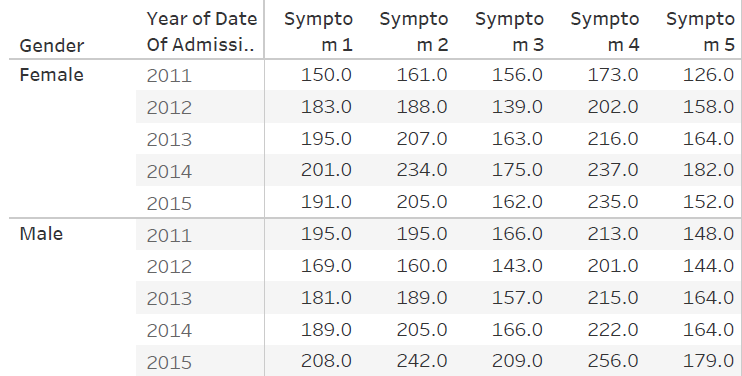 Gender Year of Date Of Admissi.. Sympto m 1 Sympto m 2 Sympto m 3 Sympto m 4 Sympto m 5
Female 2011 150.0 161.0 156.0 173.0 126.0
2012 183.0 188.0 139.0 202.0 158.0
2013 195.0 207.0 163.0 216.0 164.0
2014 201.0 234.0 175.0 237.0 182.0
2015 191.0 205.0 162.0 235.0 152.0
Male 2011 195.0 195.0 166.0 213.0 148.0
2012 169.0 160.0 143.0 201.0 144.0
2013 181.0 189.0 157.0 215.0 164.0
2014 189.0 205.0 166.0 222.0 164.0
2015 208.0 242.0 209.0 256.0 179.0